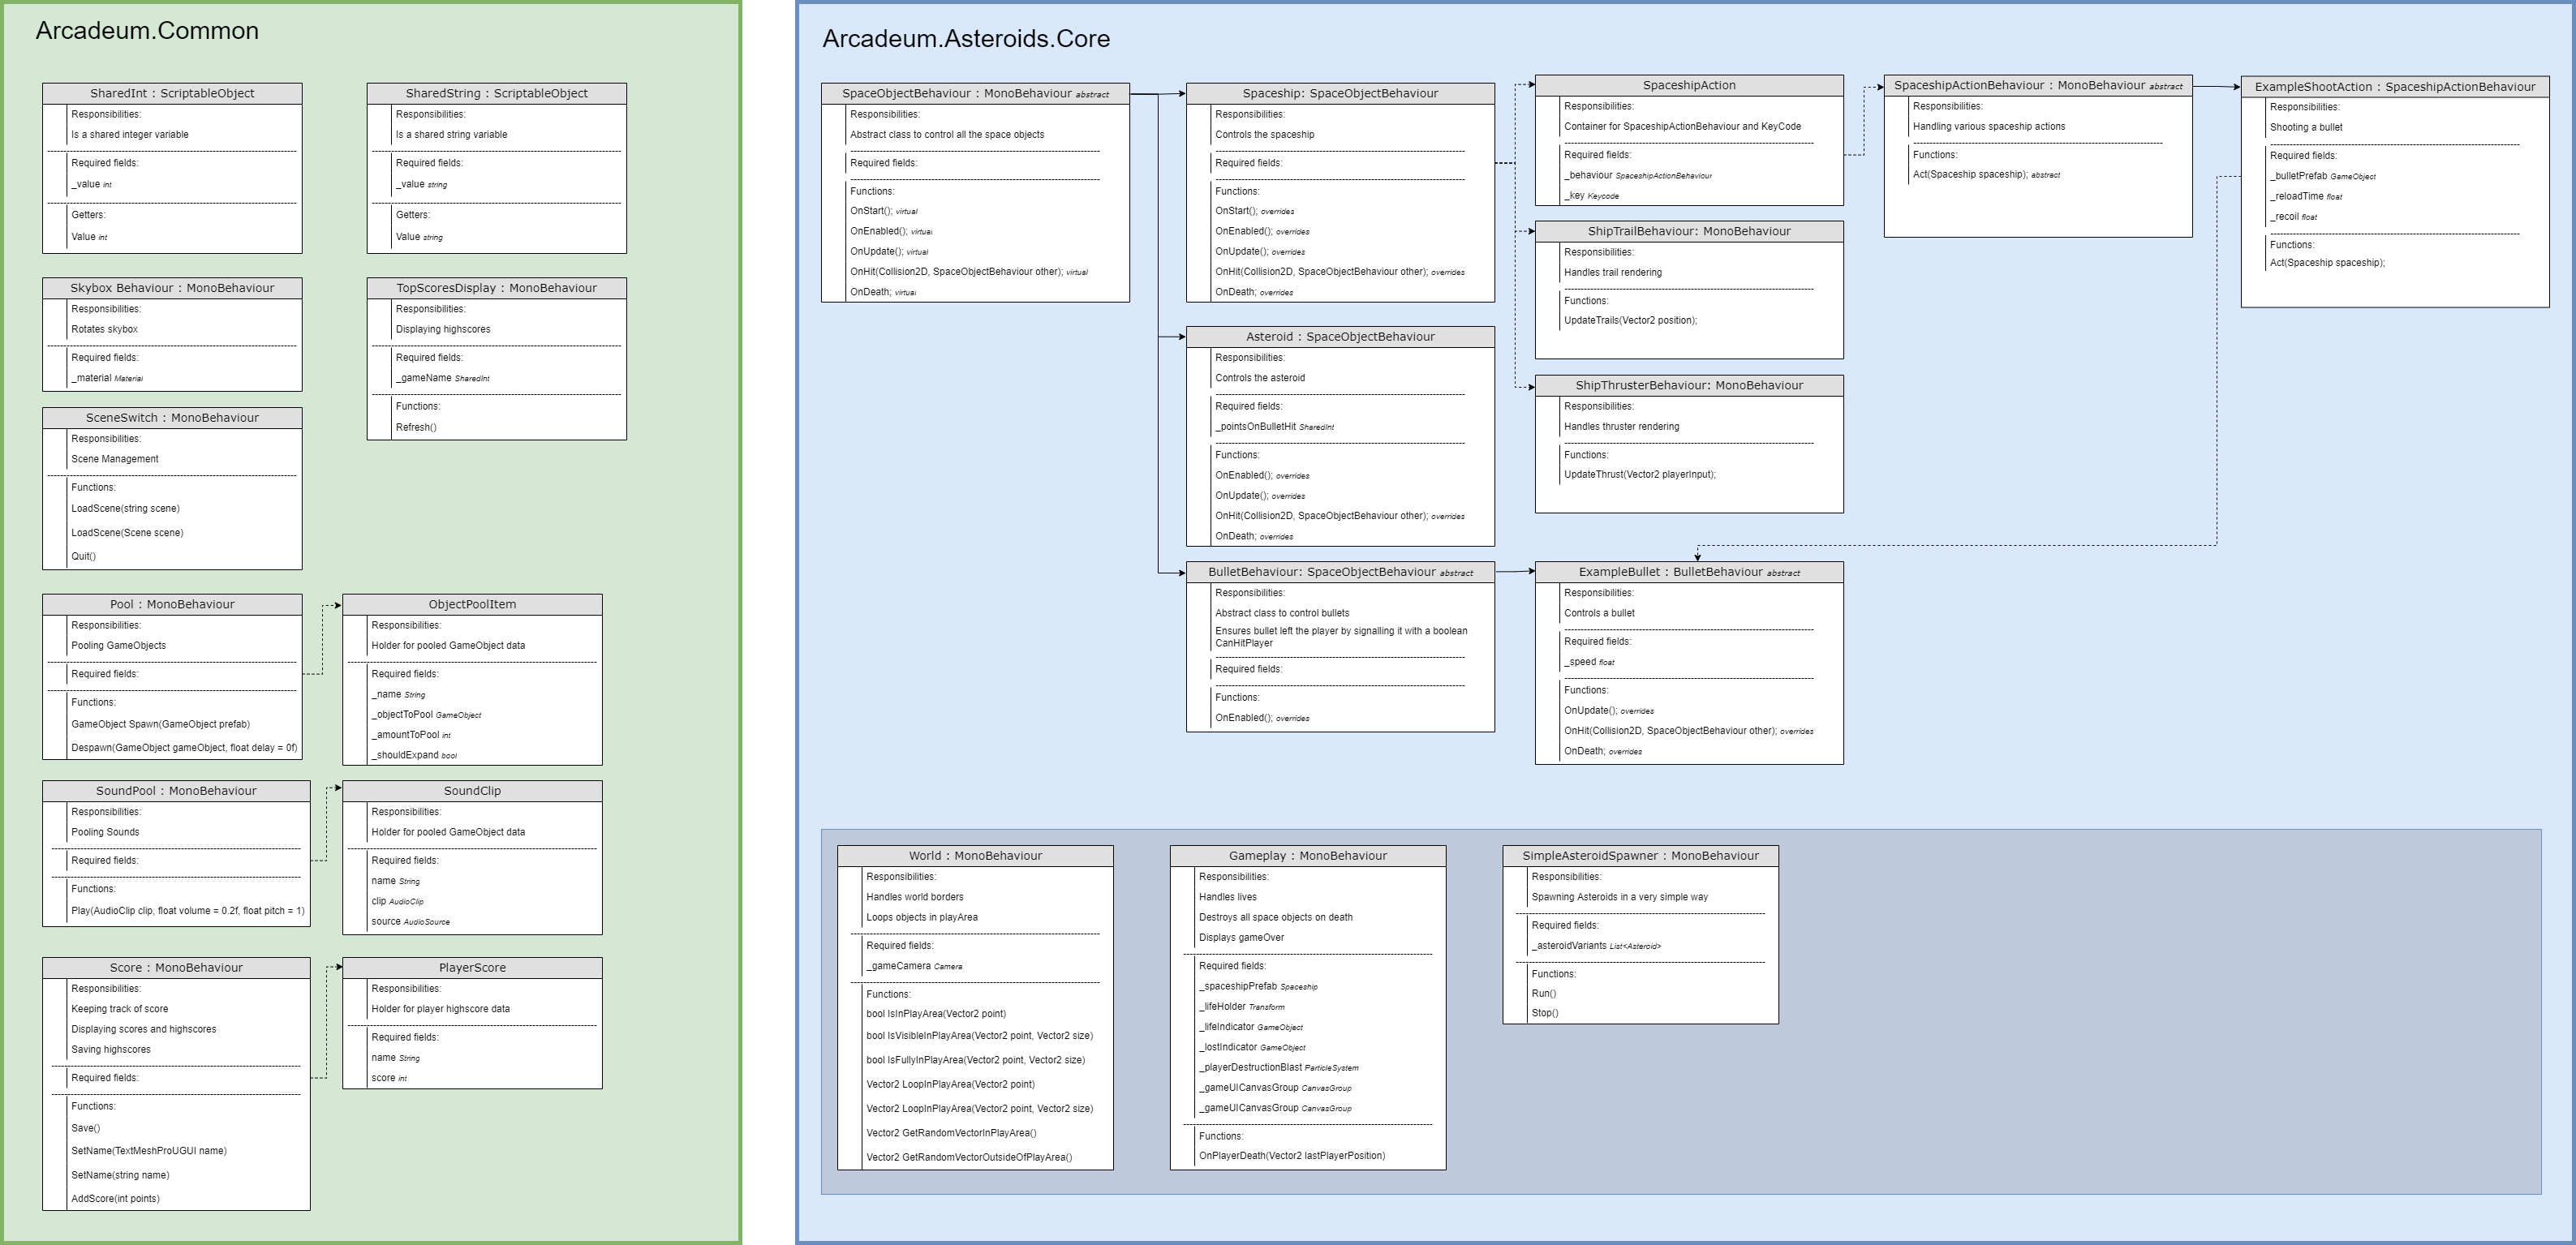 Arcadeum.Common
SharedInt : ScriptableObject
Responsibilities:
Is a shared integer variable
Required fields:
_value int
Getters:
Value int
SharedString : ScriptableObject
Responsibilities:
Is a shared string variable
Required fields:
_value string
Getters:
Value string
Skybox Behaviour : MonoBehaviour
Responsibilities:
Rotates skybox
Required fields:
_material Material
TopScoresDisplay : MonoBehaviour
Responsibilities:
Displaying highscores
Required fields:
_gameName SharedInt
Functions:
Refresh()
SceneSwitch : MonoBehaviour
Responsibilities:
Scene Management
Functions:
LoadScene(string scene)
LoadScene(Scene scene)
Quit()
Pool : MonoBehaviour
Responsibilities:
Pooling GameObjects
Required fields:
Functions:
GameObject Spawn(GameObject prefab)
Despawn(GameObject gameObject, float delay = 0f)
ObjectPoolItem
Responsibilities:
Holder for pooled GameObject data
Required fields:
_name String
_objectToPool GameObject
_amountToPool int
_shouldExpand bool
SoundPool : MonoBehaviour
Responsibilities:
Pooling Sounds
Required fields:
Functions:
Play(AudioClip clip, float volume = 0.2f, float pitch = 1)
SoundClip
Responsibilities:
Holder for pooled GameObject data
Required fields:
name String
clip AudioClip
source AudioSource
Score : MonoBehaviour
Responsibilities:
Keeping track of score
Displaying scores and highscores
Saving highscores
Required fields:
Functions:
Save()
SetName(TextMeshProUGUI name)
SetName(string name)
AddScore(int points)
PlayerScore
Responsibilities:
Holder for player highscore data
Required fields:
name String
score int
Arcadeum.Asteroids.Core
SpaceObjectBehaviour : MonoBehaviour abstract
Responsibilities:
Abstract class to control all the space objects
Required fields:
Functions:
OnStart(); virtual
OnEnabled(); virtual
OnUpdate(); virtual
OnHit(Collision2D, SpaceObjectBehaviour other); virtual
OnDeath; virtual
Spaceship: SpaceObjectBehaviour
Responsibilities:
Controls the spaceship
Required fields:
Functions:
OnStart(); overrides
OnEnabled(); overrides
OnUpdate(); overrides
OnHit(Collision2D, SpaceObjectBehaviour other); overrides
OnDeath; overrides
SpaceshipAction
Responsibilities:
Container for SpaceshipActionBehaviour and KeyCode
Required fields:
_behaviour SpaceshipActionBehaviour
_key Keycode
SpaceshipActionBehaviour : MonoBehaviour abstract
Responsibilities:
Handling various spaceship actions
Functions:
Act(Spaceship spaceship); abstract
ExampleShootAction : SpaceshipActionBehaviour
Responsibilities:
Shooting a bullet
Required fields:
_bulletPrefab GameObject
_reloadTime float
_recoil float
Functions:
Act(Spaceship spaceship);
ShipTrailBehaviour: MonoBehaviour
Responsibilities:
Handles trail rendering
Functions:
UpdateTrails(Vector2 position);
Asteroid : SpaceObjectBehaviour
Responsibilities:
Controls the asteroid
Required fields:
_pointsOnBulletHit SharedInt
Functions:
OnEnabled(); overrides
OnUpdate(); overrides
OnHit(Collision2D, SpaceObjectBehaviour other); overrides
OnDeath; overrides
ShipThrusterBehaviour: MonoBehaviour
Responsibilities:
Handles thruster rendering
Functions:
UpdateThrust(Vector2 playerInput);
BulletBehaviour: SpaceObjectBehaviour abstract
Responsibilities:
Abstract class to control bullets
Ensures bullet left the player by signalling it with a boolean
CanHitPlayer
Required fields:
Functions:
OnEnabled(); overrides
ExampleBullet : BulletBehaviour abstract
Responsibilities:
Controls a bullet
Required fields:
_speed float
Functions:
OnUpdate(); overrides
OnHit(Collision2D, SpaceObjectBehaviour other); overrides
OnDeath; overrides
World : MonoBehaviour
Responsibilities:
Handles world borders
Loops objects in playArea
Required fields:
_gameCamera Camera
Functions:
bool IsInPlayArea(Vector2 point)
bool IsVisibleInPlayArea(Vector2 point, Vector2 size)
bool IsFullyInPlayArea(Vector2 point, Vector2 size)
Vector2 LoopInPlayArea(Vector2 point)
Vector2 LoopInPlayArea(Vector2 point, Vector2 size)
Vector2 GetRandomVectorInPlayArea()
Vector2 GetRandomVectorOutsideOfPlayArea()
Gameplay : MonoBehaviour
Responsibilities:
Handles lives
Destroys all space objects on death
Displays gameOver
Required fields:
_spaceshipPrefab Spaceship
_lifeHolder Transform
_lifeIndicator GameObject
_lostIndicator GameObject
_playerDestructionBlast ParticleSystem
_gameUICanvasGroup CanvasGroup
_gameUICanvasGroup CanvasGroup
Functions:
OnPlayerDeath(Vector2 lastPlayerPosition)
SimpleAsteroidSpawner : MonoBehaviour
Responsibilities:
Spawning Asteroids in a very simple way
Required fields:
_asteroidVariants List<Asteroid>
Functions:
Run()
Stop()